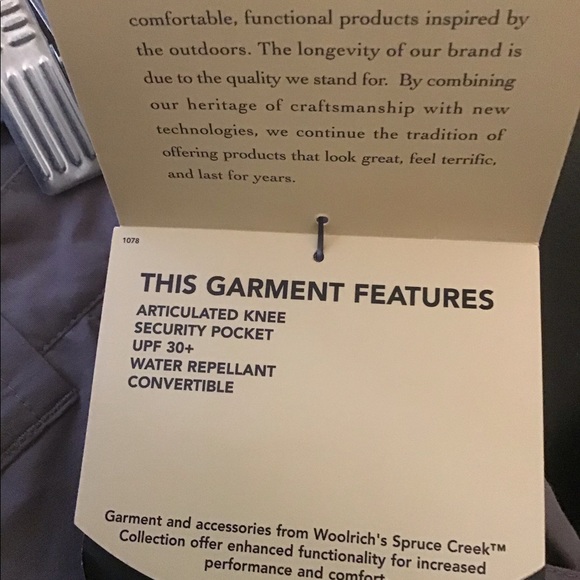 comfortable, functional products inspired by
the outdoors. The longevity of our brand is
due to the quality we stand for. By combining
our heritage of craftsmanship with new
technologies, we continue the tradition of
offering products that look great, feel terrific,
and last for years.
1078
THIS GARMENT FEATURES
ARTICULATED KNEE
SECURITY POCKET
UPF 30+
WATER REPELLANT
CONVERTIBLE
Garment and accessories from Woolrich's Spruce Creek™
Collection offer enhanced functionality for increased
performance and comfort